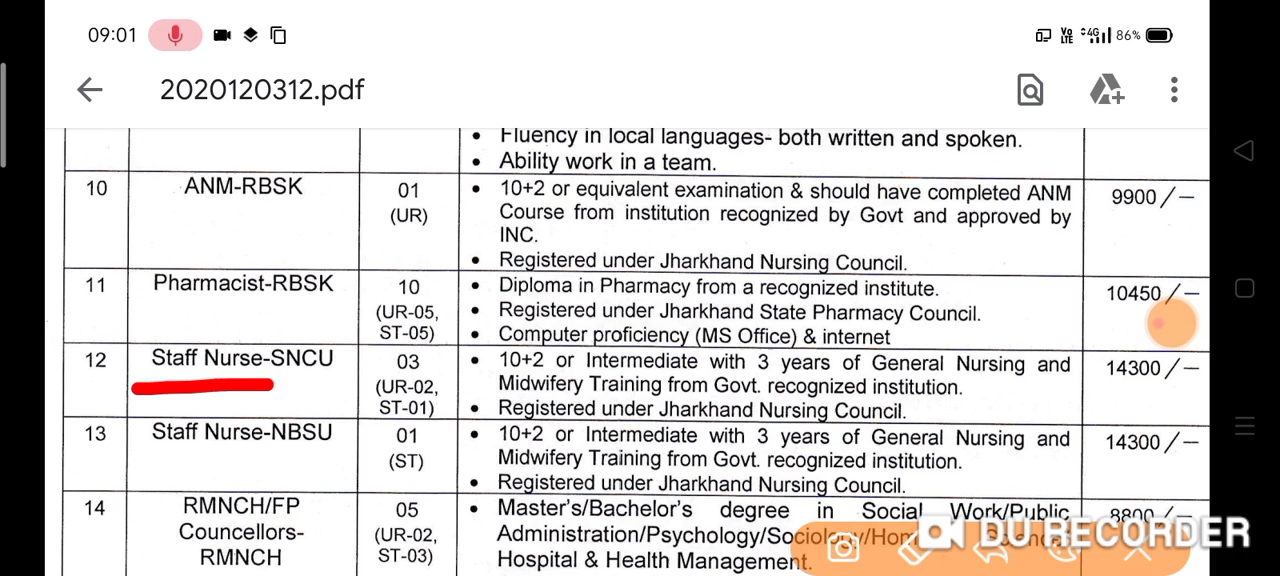 09:01
Vo LTE 4G 86%
2020120312.pdf
• Fluency in local languages- both written and spoken.
• Ability work in a team.
10 ANM-RBSK 01 (UR) • 10+2 or equivalent examination & should have completed ANM 9900/-
Course from institution recognized by Govt and approved by
INC.
• Registered under Jharkhand Nursing Council.
11 Pharmacist-RBSK 10 • Diploma in Pharmacy from a recognized institute. 10450/-
(UR-05, • Registered under Jharkhand State Pharmacy Council.
ST-05) • Computer proficiency (MS Office) & internet
12 Staff Nurse-SNCU 03 • 10+2 or Intermediate with 3 years of General Nursing and 14300/-
(UR-02, Midwifery Training from Govt. recognized institution.
ST-01) • Registered under Jharkhand Nursing Council.
13 Staff Nurse-NBSU 01 • 10+2 or Intermediate with 3 years of General Nursing and 14300/-
(ST) Midwifery Training from Govt. recognized institution.
• Registered under Jharkhand Nursing Council.
14 RMNCH/FP 05 • Master's/Bachelor's degree in Social Work/Public 8800/-
Councellors- (UR-02, Administration/Psychology/Sociology/
RMNCH ST-03) Hospital & Health Management.
DU RECORDER